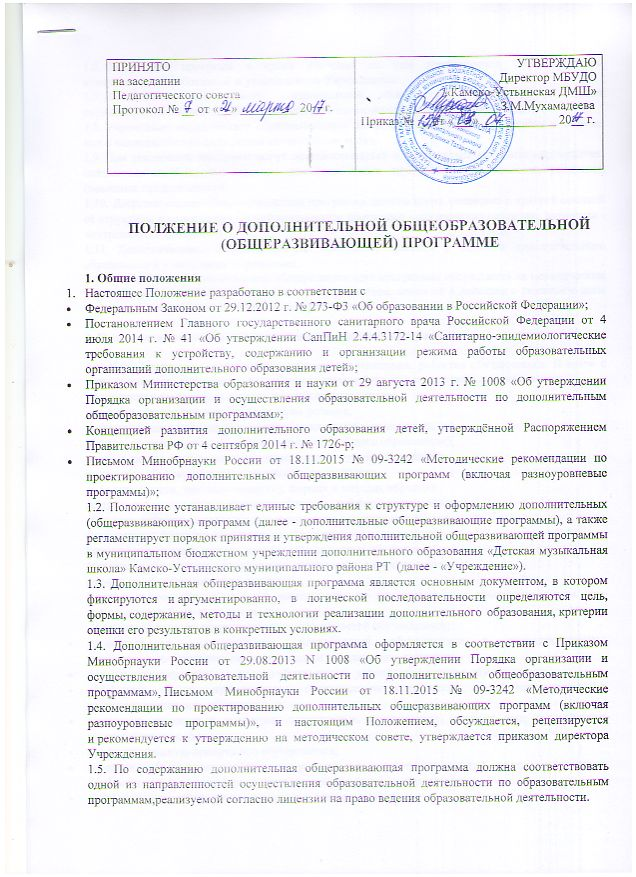 ПРИНЯТО
на заседании
Педагогического совета
Протокол № 7 от «2» марта 2017г.
УТВЕРЖДАЮ
Директор МБУДО
«Камско-Устьинская ДМШ»
З.М.Мухамадеева
Приказ № от « 03 » 04 20 г.
ПОЛЖЕНИЕ О ДОПОЛНИТЕЛЬНОЙ ОБЩЕОБРАЗОВАТЕЛЬНОЙ
(ОБЩЕРАЗВИВАЮЩЕЙ) ПРОГРАММЕ
1. Общие положения
1. Настоящее Положение разработано в соответствии с
• Федеральным Законом от 29.12.2012 г. № 273-ФЗ «Об образовании в Российской Федерации»;
• Постановлением Главного государственного санитарного врача Российской Федерации от 4
июля 2014 г. № 41 «Об утверждении СанПиН 2.4.4.3172-14 «Санитарно-эпидемиологические
требования к устройству, содержанию и организации режима работы образовательных
организаций дополнительного образования детей»;
• Приказом Министерства образования и науки от 29 августа 2013 г. № 1008 «Об утверждении
Порядка организации и осуществления образовательной деятельности по дополнительным
общеобразовательным программам»;
• Концепцией развития дополнительного образования детей, утверждённой Распоряжением
Правительства РФ от 4 сентября 2014 г. № 1726-р;
• Письмом Минобрнауки России от 18.11.2015 № 09-3242 «Методические рекомендации по
проектированию дополнительных общеразвивающих программ (включая разноуровневые
программы)»;
1.2. Положение устанавливает единые требования к структуре и оформлению дополнительных
(общеразвивающих) программ (далее - дополнительные общеразвивающие программы), а также
регламентирует порядок принятия и утверждения дополнительной общеразвивающей программы
в муниципальном бюджетном учреждении дополнительного образования «Детская музыкальная
школа» Камско-Устьинского муниципального района РТ (далее - «Учреждение»).
1.3. Дополнительная общеразвивающая программа является основным документом, в котором
фиксируются и аргументированно, в логической последовательности определяются цель,
формы, содержание, методы и технологии реализации дополнительного образования, критерии
оценки его результатов в конкретных условиях.
1.4. Дополнительная общеразвивающая программа оформляется в соответствии с Приказом
Минобрнауки России от 29.08.2013 N 1008 «Об утверждении Порядка организации и
осуществления образовательной деятельности по дополнительным общеобразовательным
программам», Письмом Минобрнауки России от 18.11.2015 № 09-3242 «Методические
рекомендации по проектированию дополнительных общеразвивающих программ (включая
разноуровневые программы)», и настоящим Положением, обсуждается, рецензируется
и рекомендуется к утверждению на методическом совете, утверждается приказом директора
Учреждения.
1.5. По содержанию дополнительная общеразвивающая программа должна соответствовать
одной из направленностей осуществления образовательной деятельности по образовательным
программам,реализуемой согласно лицензии на право ведения образовательной деятельности.